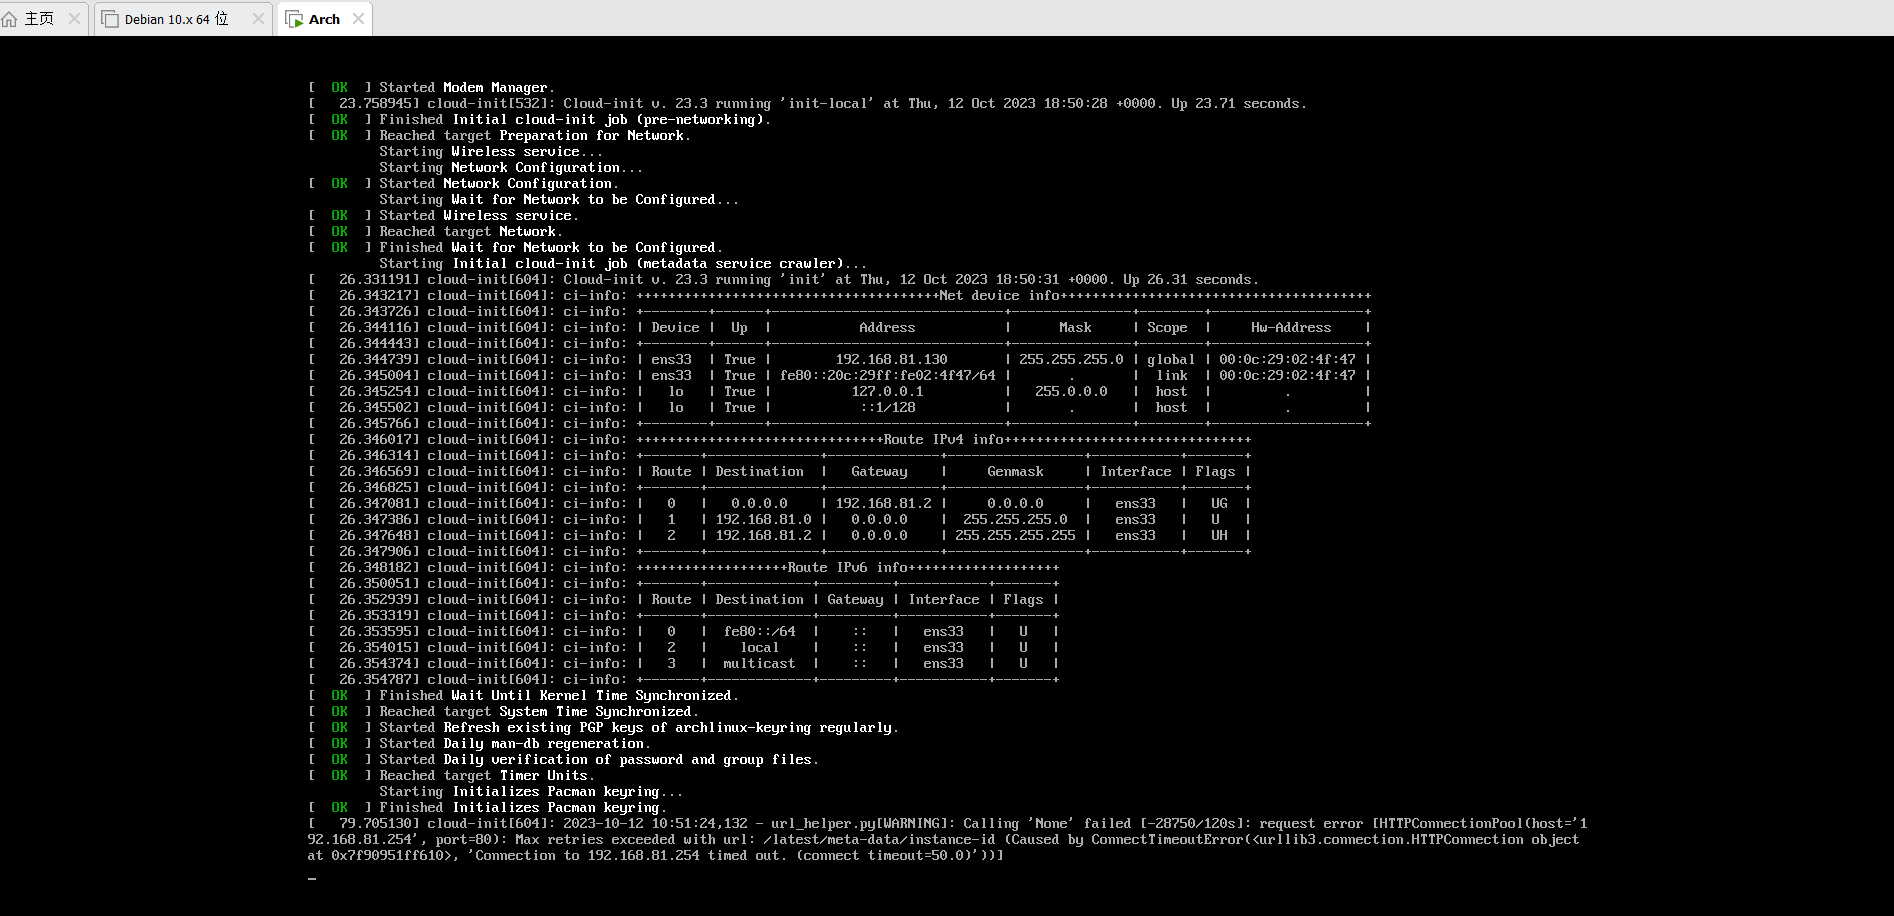 主页 Debian 10.x 64 位 Arch
[  OK  ] Started Modem Manager.
[   23.758945] cloud-init[532]: Cloud-init v. 23.3 running 'init-local' at Thu, 12 Oct 2023 18:50:28 +0000. Up 23.71 seconds.
[  OK  ] Finished Initial cloud-init job (pre-networking).
[  OK  ] Reached target Preparation for Network.
         Starting Wireless service...
         Starting Network Configuration...
[  OK  ] Started Network Configuration.
         Starting Wait for Network to be Configured...
[  OK  ] Started Wireless service.
[  OK  ] Reached target Network.
[  OK  ] Finished Wait for Network to be Configured.
         Starting Initial cloud-init job (metadata service crawler)...
[   26.331191] cloud-init[604]: Cloud-init v. 23.3 running 'init' at Thu, 12 Oct 2023 18:50:31 +0000. Up 26.31 seconds.
[   26.343217] cloud-init[604]: ci-info: ++++++++++++++++++++++++++++++++++++++Net device info+++++++++++++++++++++++++++++++++++++++
[   26.343726] cloud-init[604]: ci-info: +--------+------+-----------------------------+---------------+--------+-------------------+
[   26.344116] cloud-init[604]: ci-info: | Device |  Up  |           Address           |      Mask     | Scope  |     Hw-Address    |
[   26.344443] cloud-init[604]: ci-info: +--------+------+-----------------------------+---------------+--------+-------------------+
[   26.344739] cloud-init[604]: ci-info: | ens33  | True |        192.168.81.130       | 255.255.255.0 | global | 00:0c:29:02:4f:47 |
[   26.345004] cloud-init[604]: ci-info: | ens33  | True | fe80::20c:29ff:fe02:4f47/64 |       .       |  link  | 00:0c:29:02:4f:47 |
[   26.345254] cloud-init[604]: ci-info: |   lo   | True |          127.0.0.1          |   255.0.0.0   |  host  |         .         |
[   26.345502] cloud-init[604]: ci-info: |   lo   | True |           ::1/128           |       .       |  host  |         .         |
[   26.345766] cloud-init[604]: ci-info: +--------+------+-----------------------------+---------------+--------+-------------------+
[   26.346017] cloud-init[604]: ci-info: +++++++++++++++++++++++++++++++Route IPv4 info+++++++++++++++++++++++++++++++
[   26.346314] cloud-init[604]: ci-info: +-------+--------------+--------------+-----------------+-----------+-------+
[   26.346569] cloud-init[604]: ci-info: | Route | Destination  |   Gateway    |     Genmask     | Interface | Flags |
[   26.346825] cloud-init[604]: ci-info: +-------+--------------+--------------+-----------------+-----------+-------+
[   26.347081] cloud-init[604]: ci-info: |   0   |   0.0.0.0    | 192.168.81.2 |     0.0.0.0     |   ens33   |   UG  |
[   26.347386] cloud-init[604]: ci-info: |   1   | 192.168.81.0 |   0.0.0.0    |  255.255.255.0  |   ens33   |   U   |
[   26.347648] cloud-init[604]: ci-info: |   2   | 192.168.81.2 |   0.0.0.0    | 255.255.255.255 |   ens33   |   UH  |
[   26.347906] cloud-init[604]: ci-info: +-------+--------------+--------------+-----------------+-----------+-------+
[   26.348182] cloud-init[604]: ci-info: +++++++++++++++++++Route IPv6 info+++++++++++++++++++
[   26.350051] cloud-init[604]: ci-info: +-------+-------------+---------+-----------+-------+
[   26.352939] cloud-init[604]: ci-info: | Route | Destination | Gateway | Interface | Flags |
[   26.353319] cloud-init[604]: ci-info: +-------+-------------+---------+-----------+-------+
[   26.353595] cloud-init[604]: ci-info: |   0   |  fe80::/64  |    ::   |   ens33   |   U   |
[   26.354015] cloud-init[604]: ci-info: |   2   |    local    |    ::   |   ens33   |   U   |
[   26.354374] cloud-init[604]: ci-info: |   3   |  multicast  |    ::   |   ens33   |   U   |
[   26.354787] cloud-init[604]: ci-info: +-------+-------------+---------+-----------+-------+
[  OK  ] Finished Wait Until Kernel Time Synchronized.
[  OK  ] Reached target System Time Synchronized.
[  OK  ] Started Refresh existing PGP keys of archlinux-keyring regularly.
[  OK  ] Started Daily man-db regeneration.
[  OK  ] Started Daily verification of password and group files.
[  OK  ] Reached target Timer Units.
         Starting Initializes Pacman keyring...
[  OK  ] Finished Initializes Pacman keyring.
[   79.705130] cloud-init[604]: 2023-10-12 10:51:24,132 - url_helper.py[WARNING]: Calling 'None' failed [-28750/120s]: request error [HTTPConnectionPool(host='1
92.168.81.254', port=80): Max retries exceeded with url: /latest/meta-data/instance-id (Caused by ConnectTimeoutError(<urllib3.connection.HTTPConnection object
at 0x7f90951ff610>, 'Connection to 192.168.81.254 timed out. (connect timeout=50.0)'))]
_